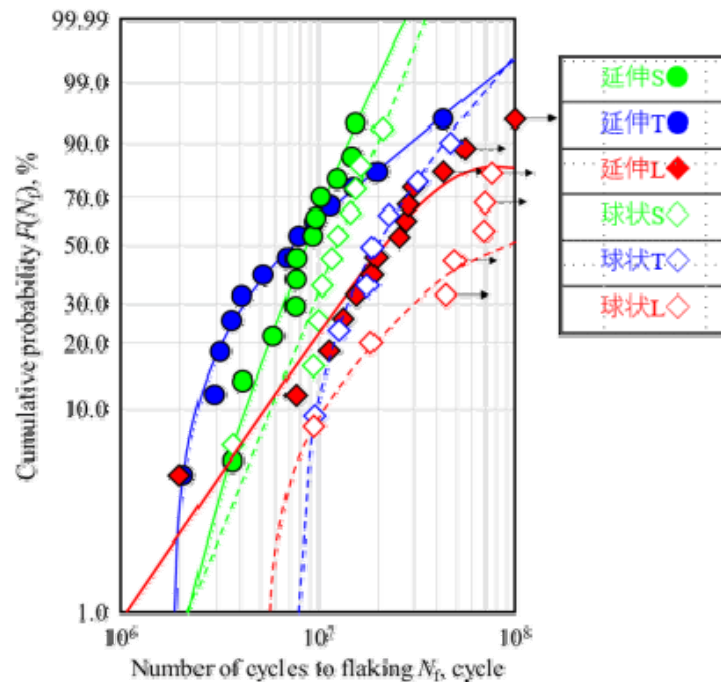 99.99
99.0
90.0
70.0
50.0
30.0
20.0
10.0
1.0
Cumulative probability F(Nf), %
10⁶
10⁷
10⁸
Number of cycles to flaking Nf, cycle
延伸S
延伸T
延伸L
球状S
球状T
球状L